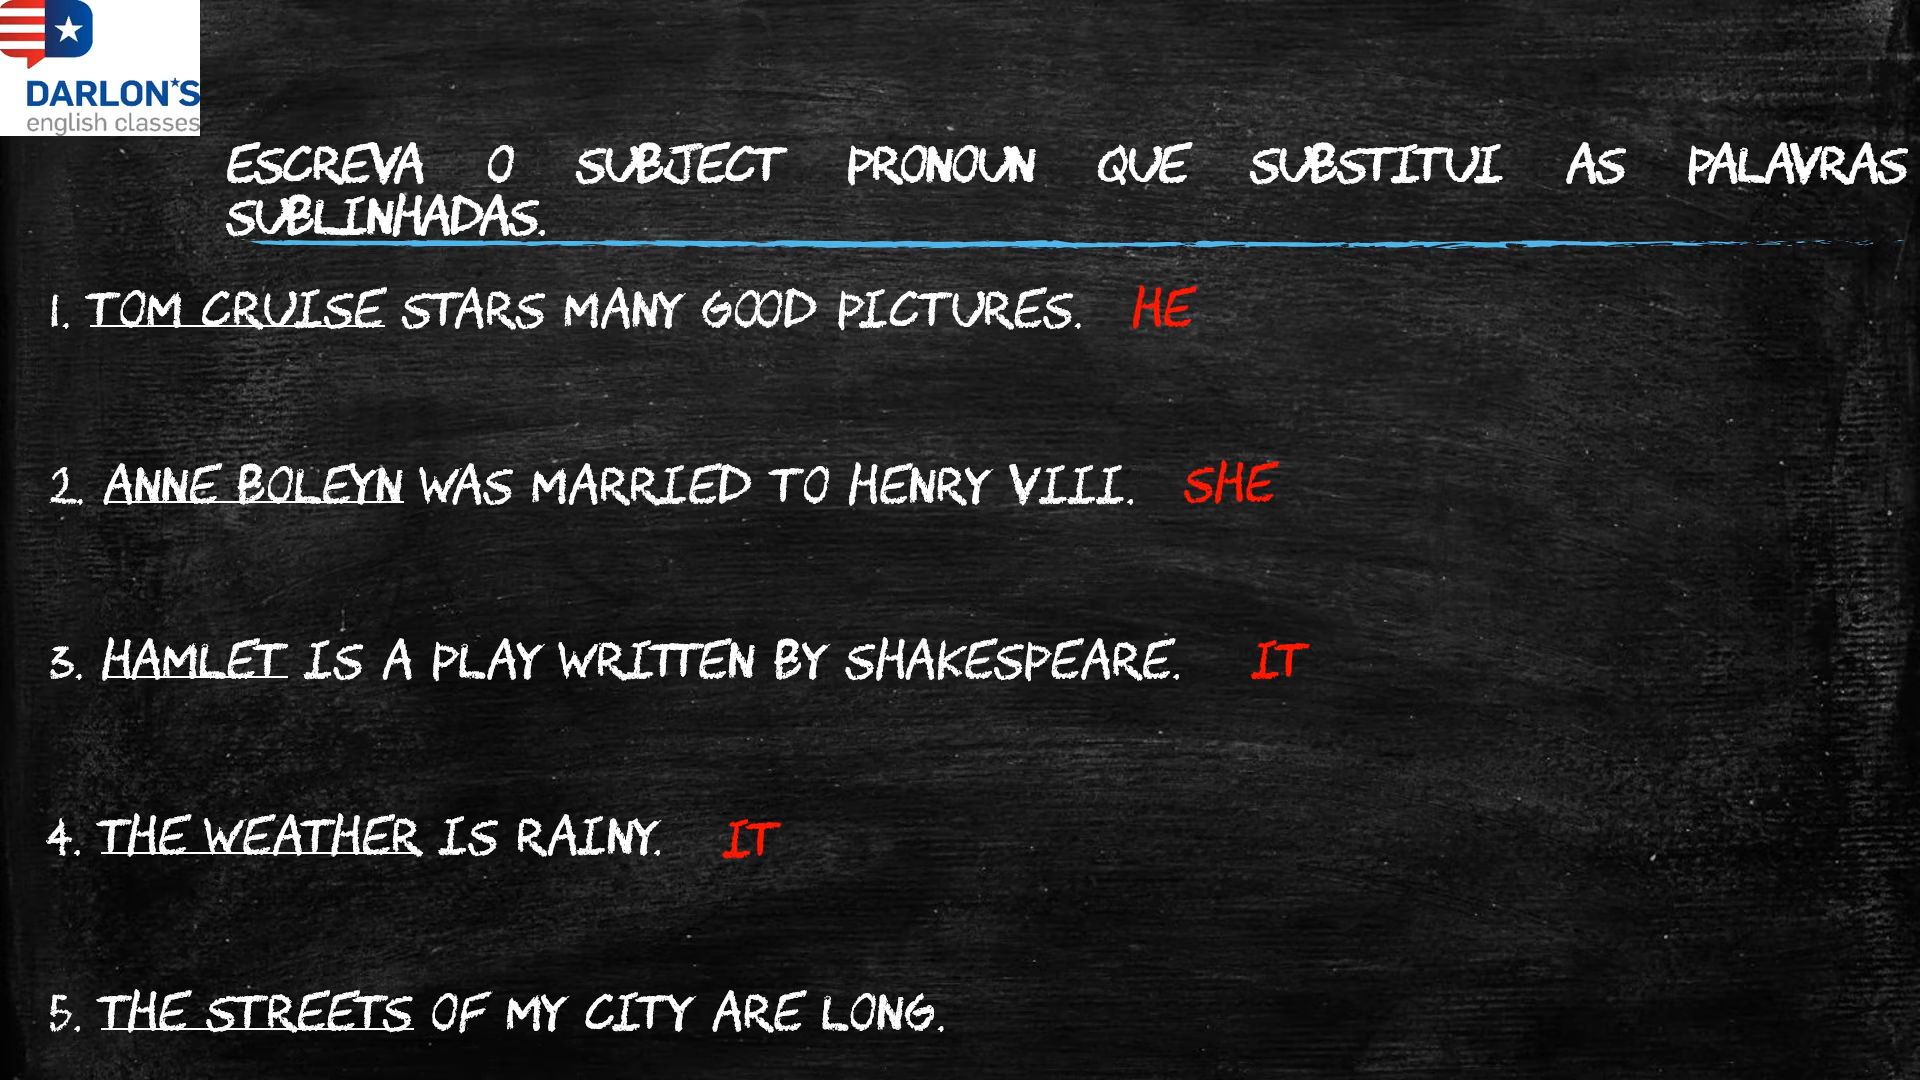 DARLON'S
english classes
ESCREVA O SUBJECT PRONOUN QUE SUBSTITUI AS PALAVRAS
SUBLINHADAS.
1. TOM CRUISE STARS MANY GOOD PICTURES. HE
2. ANNE BOLEYN WAS MARRIED TO HENRY VIII. SHE
3. HAMLET IS A PLAY WRITTEN BY SHAKESPEARE. IT
4. THE WEATHER IS RAINY. IT
5. THE STREETS OF MY CITY ARE LONG.